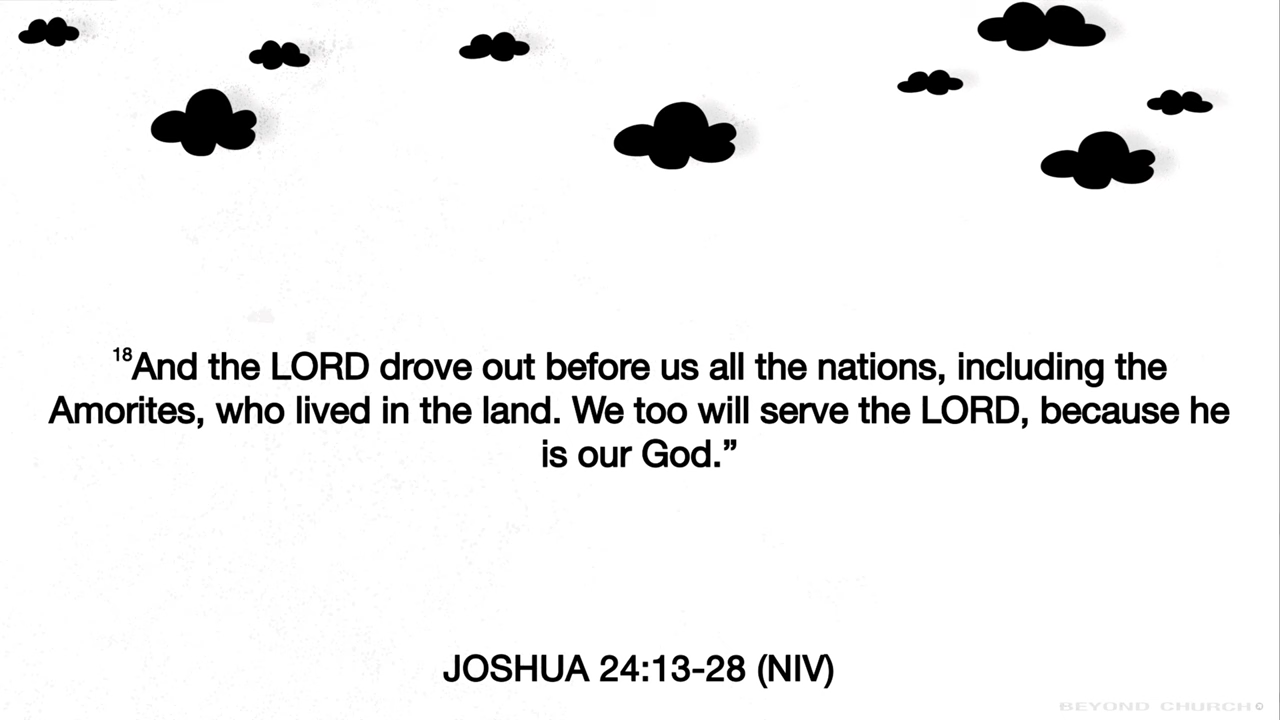 ¹⁸And the LORD drove out before us all the nations, including the
Amorites, who lived in the land. We too will serve the LORD, because he
is our God.”
JOSHUA 24:13-28 (NIV)
BEYOND CHURCH ©